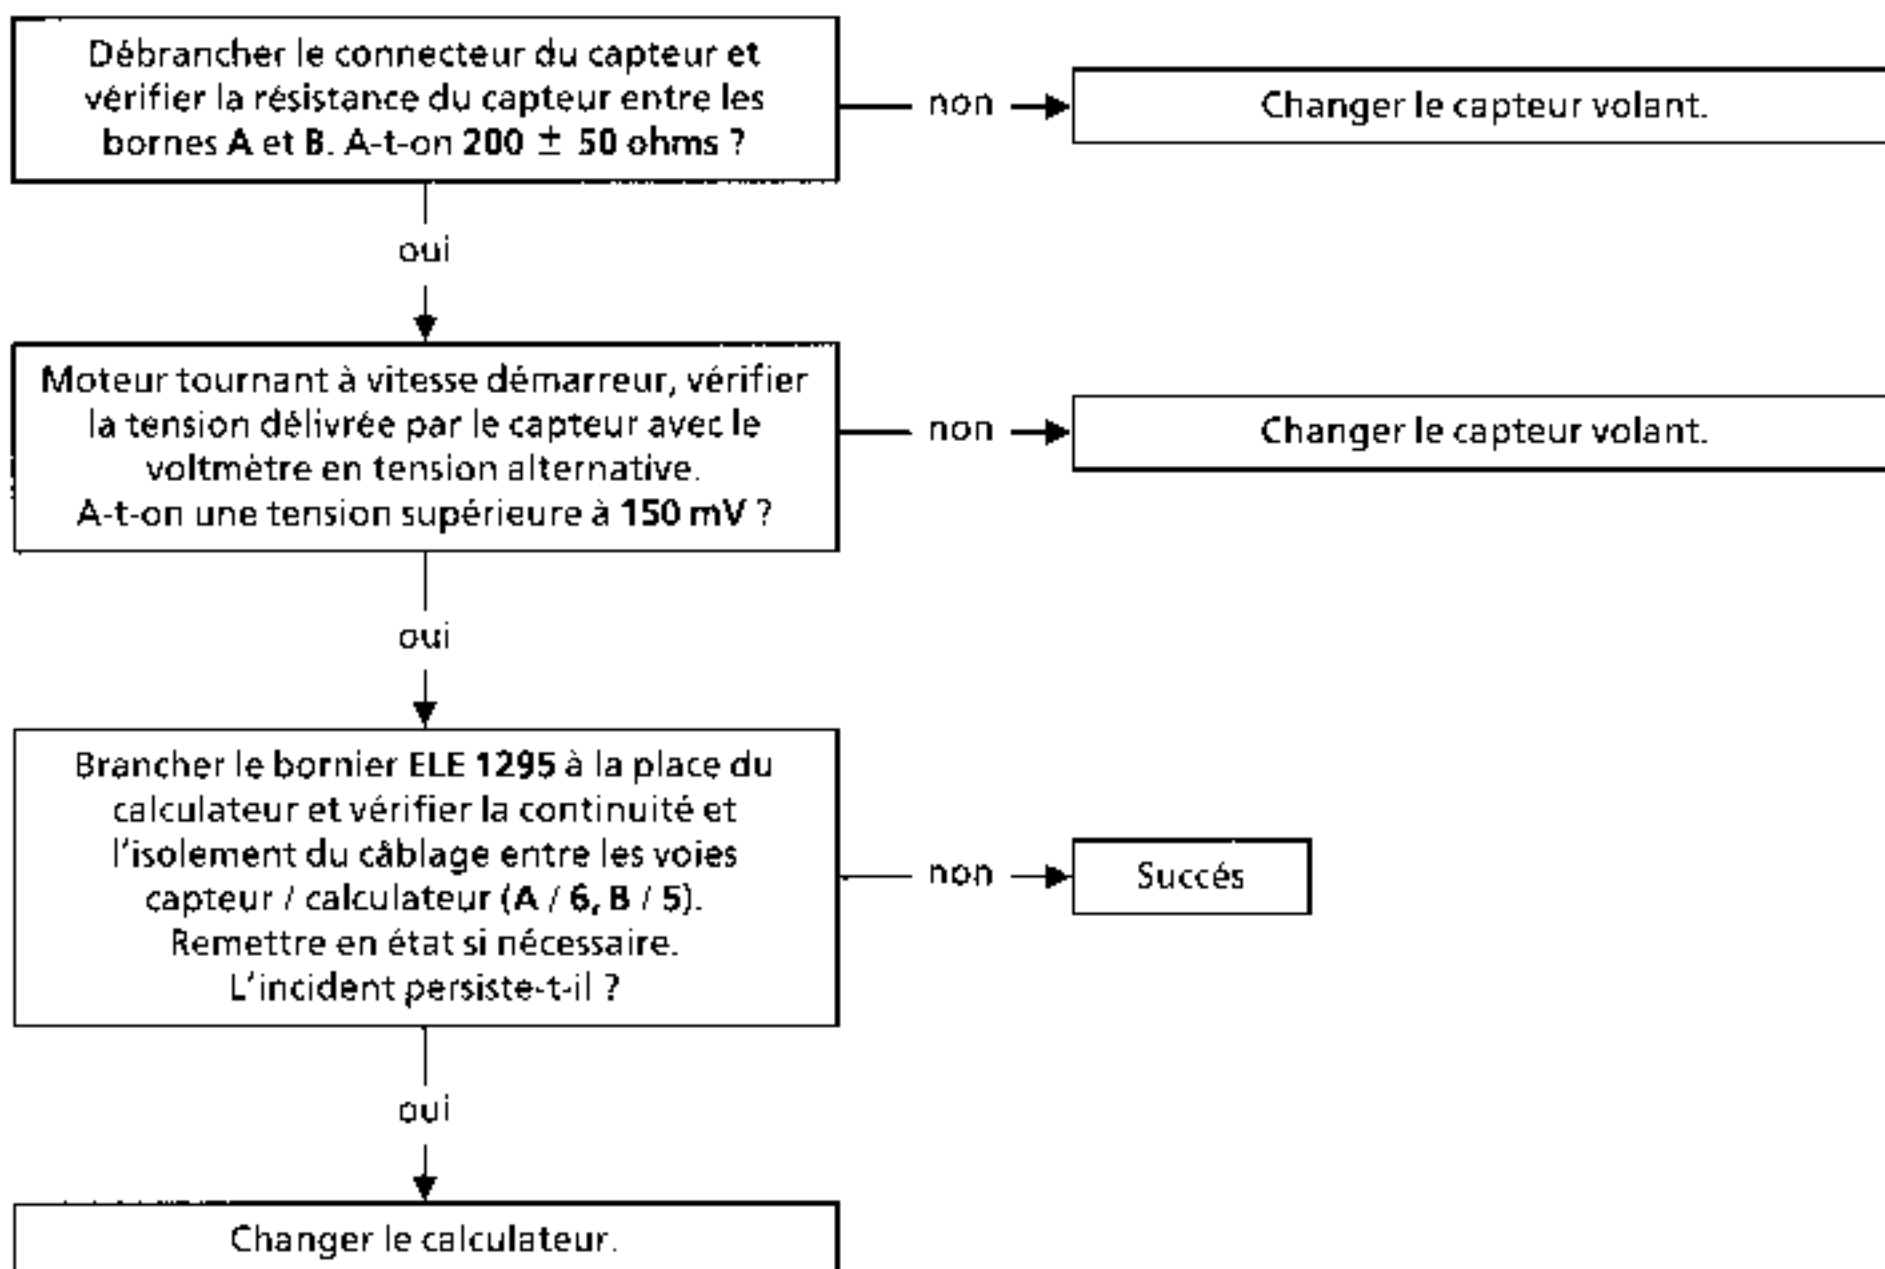 Débrancher le connecteur du capteur et
vérifier la résistance du capteur entre les
bornes A et B. A-t-on 200 ± 50 ohms ?
non
Changer le capteur volant.
oui
Moteur tournant à vitesse démarreur, vérifier
la tension délivrée par le capteur avec le
voltmètre en tension alternative.
A-t-on une tension supérieure à 150 mV ?
non
Changer le capteur volant.
oui
Brancher le bornier ELE 1295 à la place du
calculateur et vérifier la continuité et
l'isolement du câblage entre les voies
capteur / calculateur (A / 6, B / 5).
Remettre en état si nécessaire.
L'incident persiste-t-il ?
non
Succés
oui
Changer le calculateur.